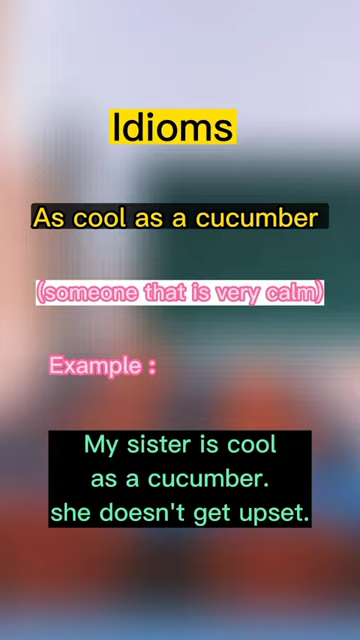 Idioms
As cool as a cucumber
(someone that is very calm)
Example :
My sister is cool
as a cucumber.
she doesn't get upset.